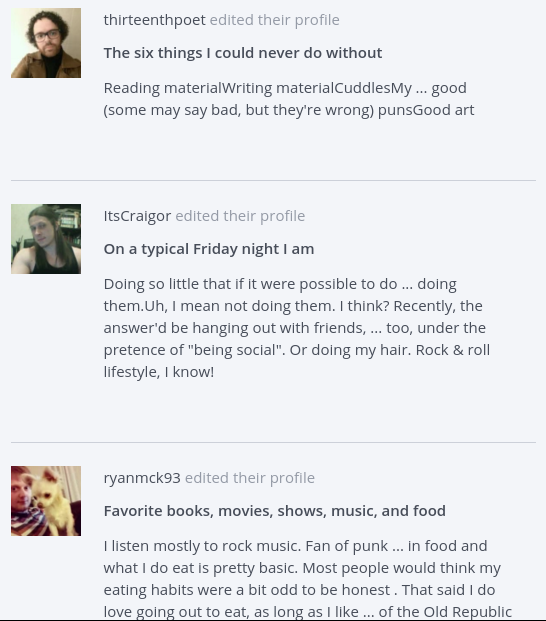 thirteenthpoet edited their profile
The six things I could never do without
Reading materialWriting materialCuddlesMy ... good
(some may say bad, but they're wrong) punsGood art
ItsCraigor edited their profile
On a typical Friday night I am
Doing so little that if it were possible to do ... doing
them.Uh, I mean not doing them. I think? Recently, the
answer'd be hanging out with friends, ... too, under the
pretence of "being social". Or doing my hair. Rock & roll
lifestyle, I know!
ryanmck93 edited their profile
Favorite books, movies, shows, music, and food
I listen mostly to rock music. Fan of punk ... in food and
what I do eat is pretty basic. Most people would think my
eating habits were a bit odd to be honest . That said I do
love going out to eat, as long as I like ... of the Old Republic